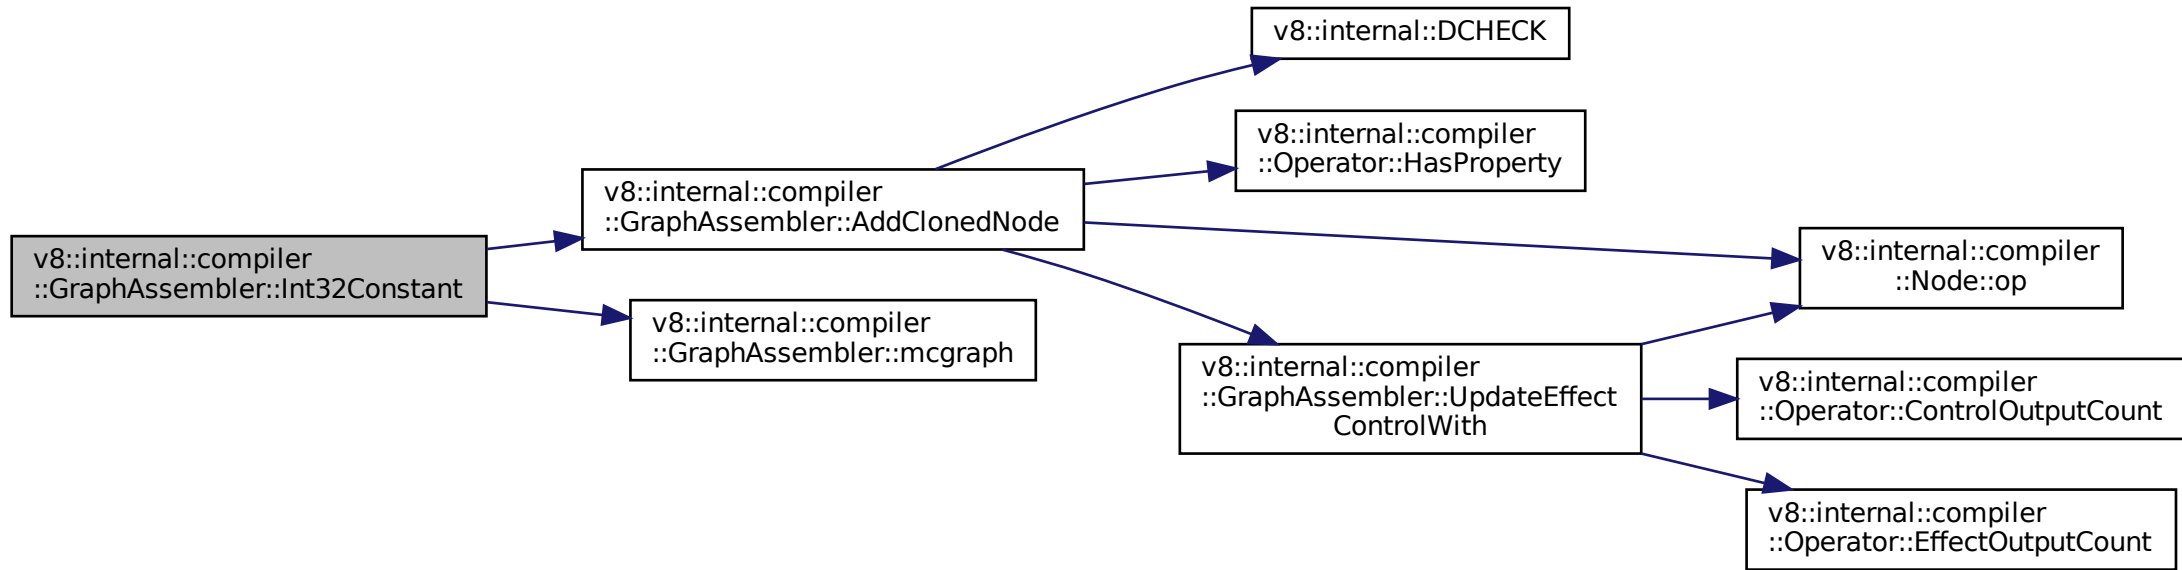 v8::internal::compiler
::GraphAssembler::Int32Constant
v8::internal::compiler
::GraphAssembler::AddClonedNode
v8::internal::compiler
::GraphAssembler::mcgraph
v8::internal::DCHECK
v8::internal::compiler
::Operator::HasProperty
v8::internal::compiler
::GraphAssembler::UpdateEffect
ControlWith
v8::internal::compiler
::Node::op
v8::internal::compiler
::Operator::ControlOutputCount
v8::internal::compiler
::Operator::EffectOutputCount